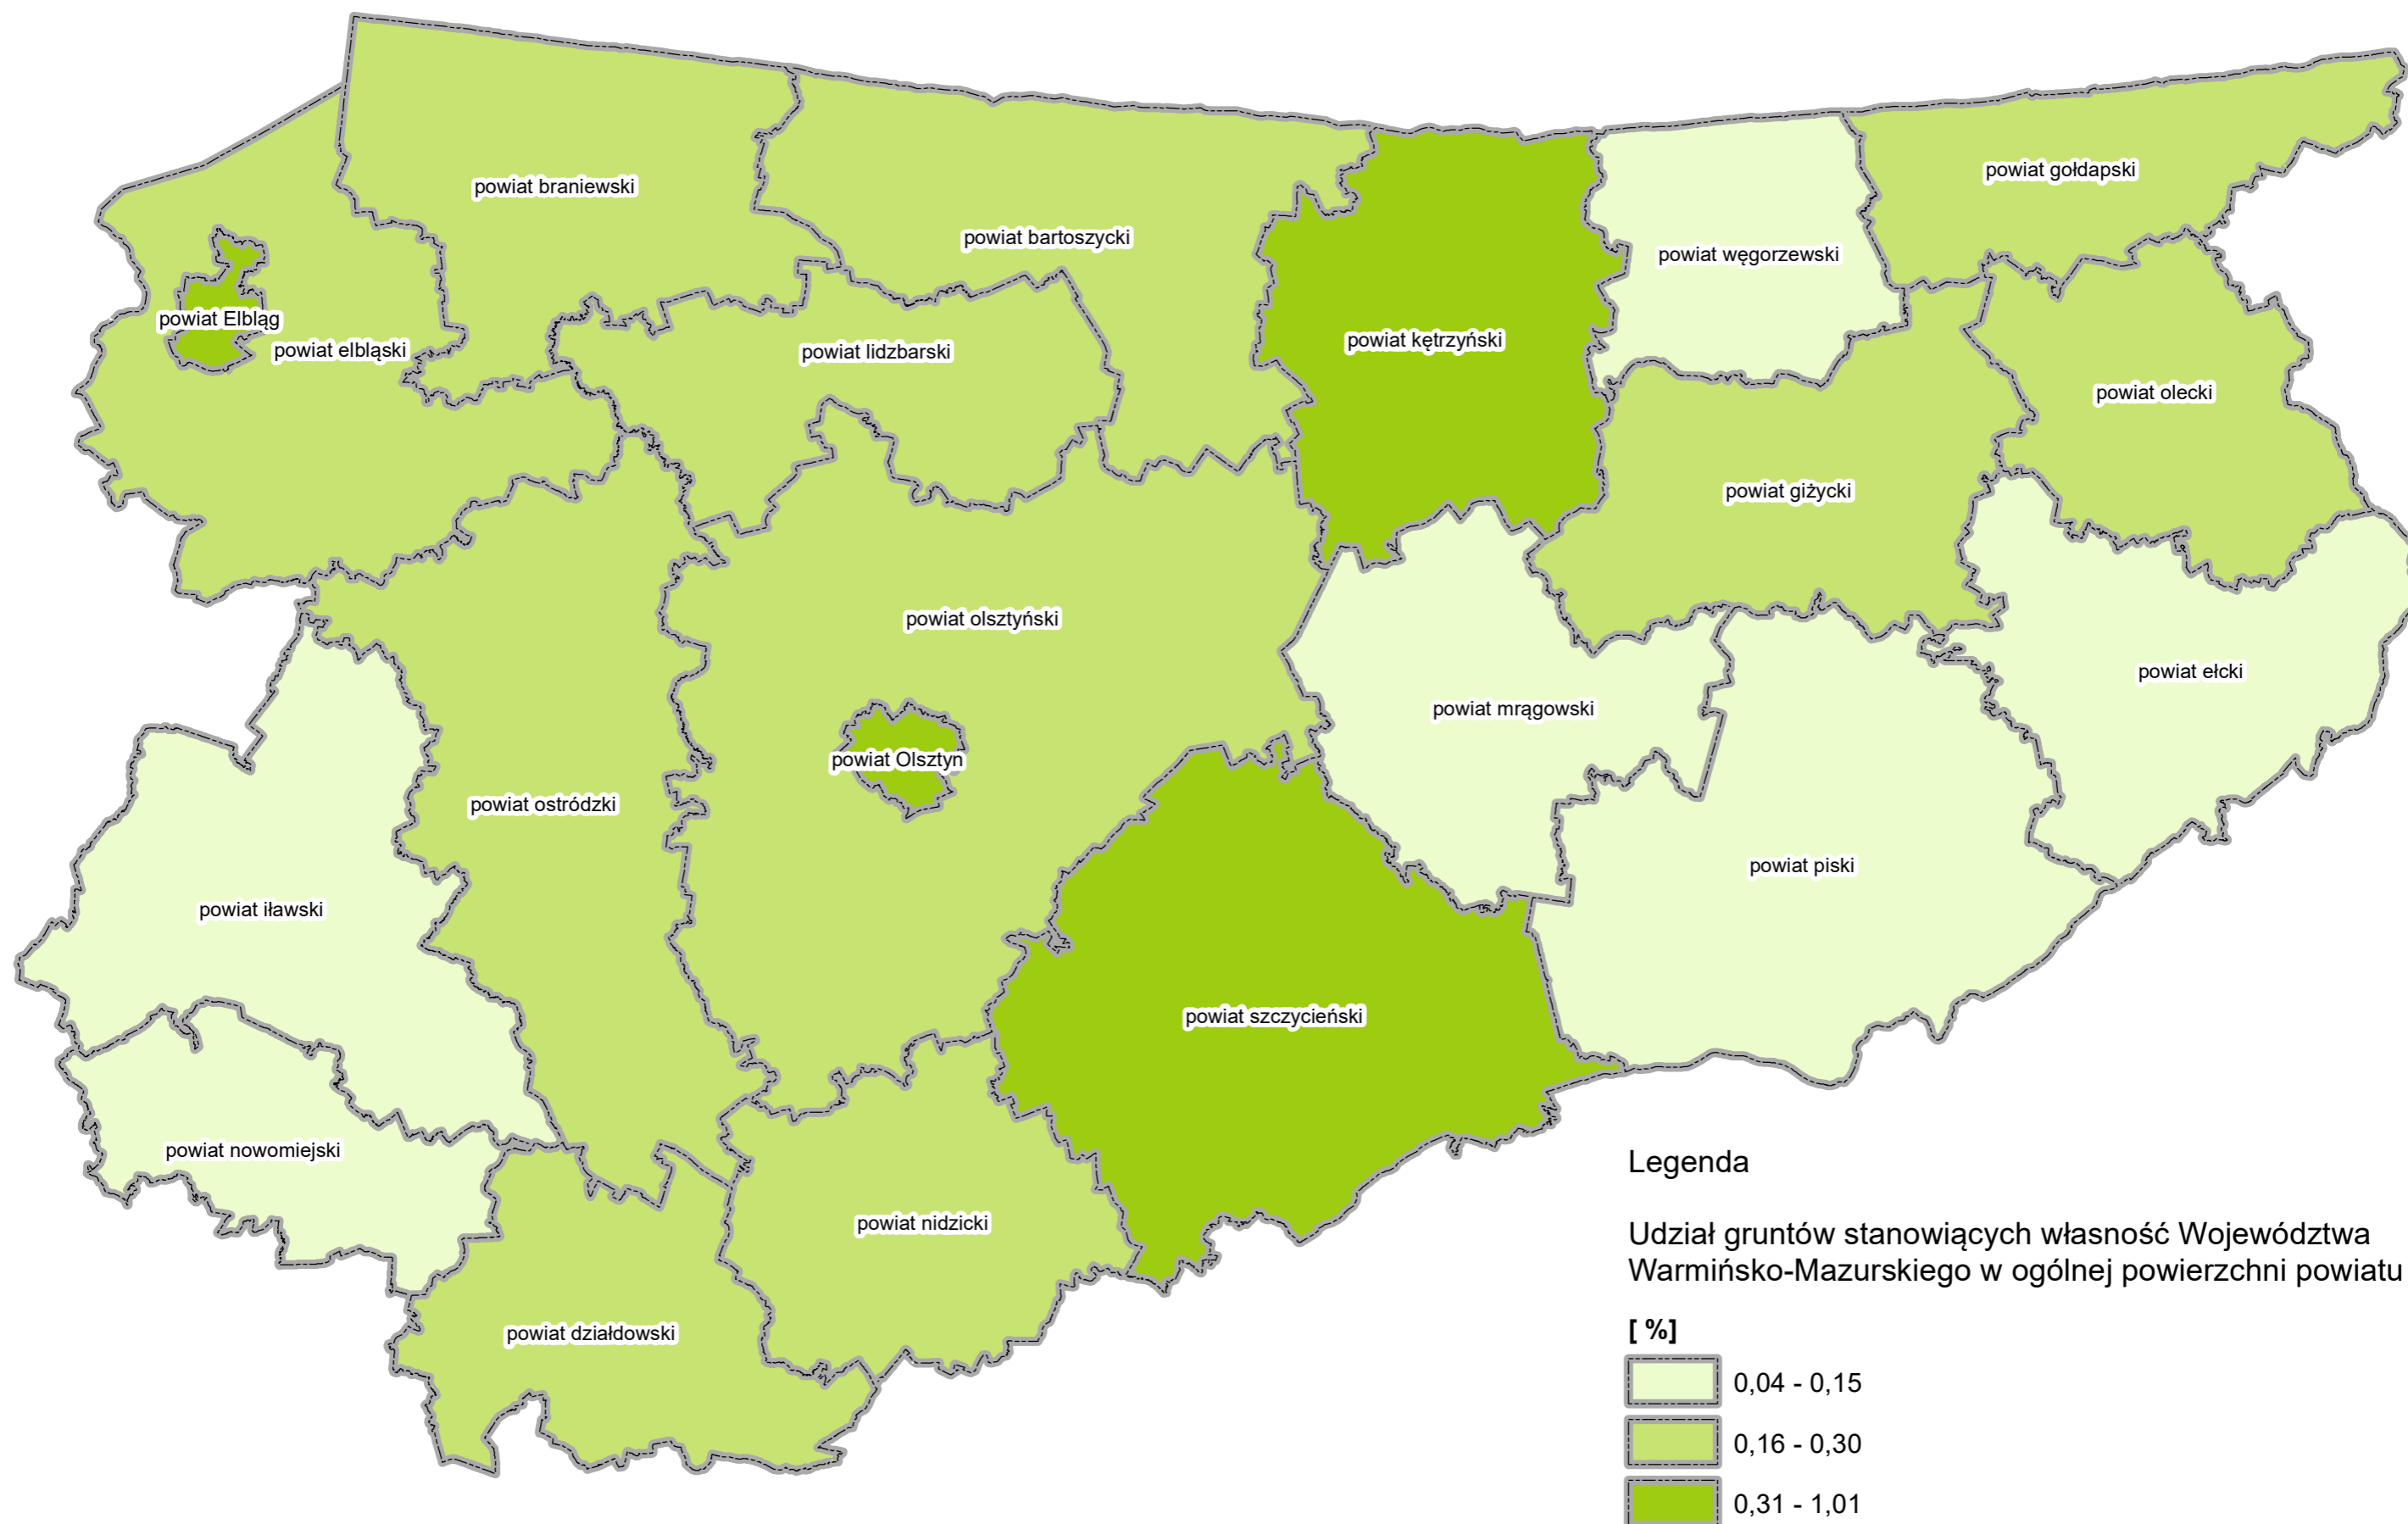 powiat gołdapski
powiat braniewski
powiat bartoszycki
powiat węgorzewski
powiat Elbląg
powiat kętrzyński
powiat elbląski
powiat lidzbarski
powiat olecki
powiat giżycki
powiat olsztyński
powiat ełcki
powiat mrągowski
powiat Olsztyn
powiat ostródzki
powiat piski
powiat iławski
powiat szczycieński
powiat nowomiejski
powiat nidzicki
powiat działdowski
Legenda
Udział gruntów stanowiących własność Województwa
Warmińsko-Mazurskiego w ogólnej powierzchni powiatu
[ %]
0,04 - 0,15
0,16 - 0,30
0,31 - 1,01